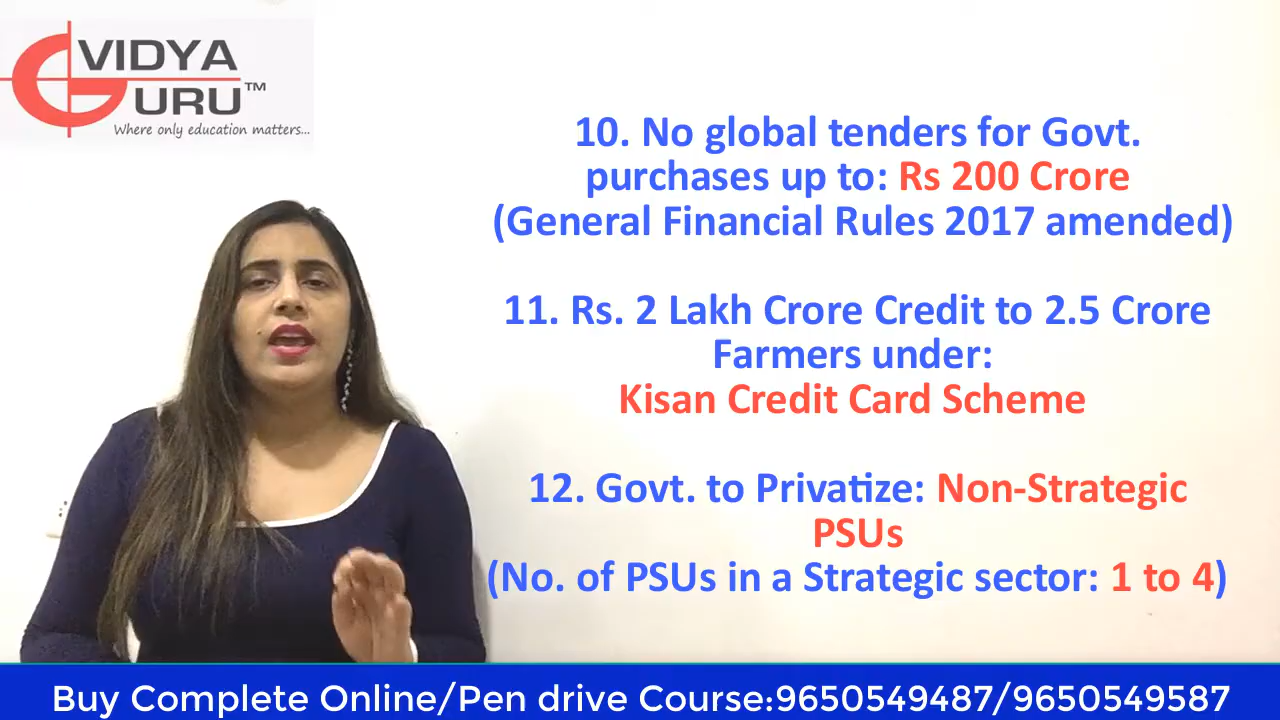 VIDYA
GURU™
Where only education matters...
10. No global tenders for Govt.
purchases up to: Rs 200 Crore
(General Financial Rules 2017 amended)
11. Rs. 2 Lakh Crore Credit to 2.5 Crore
Farmers under:
Kisan Credit Card Scheme
12. Govt. to Privatize: Non-Strategic
PSUs
(No. of PSUs in a Strategic sector: 1 to 4)
Buy Complete Online/Pen drive Course:9650549487/9650549587